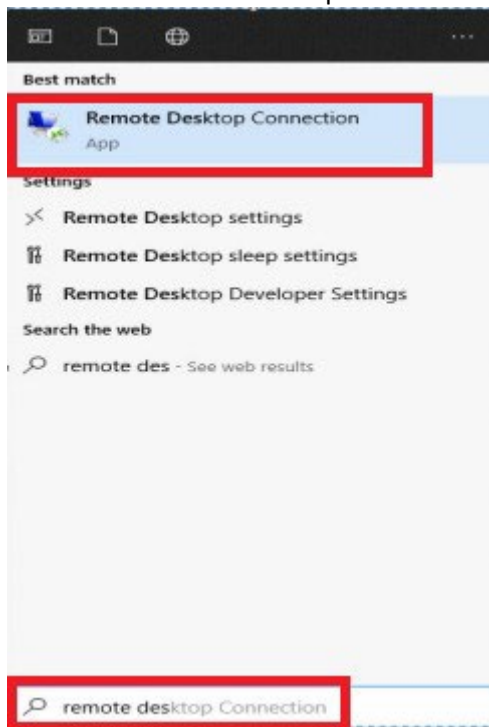 Best match
Remote Desktop Connection
App
Settings
Remote Desktop settings
Remote Desktop sleep settings
Remote Desktop Developer Settings
Search the web
remote des - See web results
remote desktop Connection